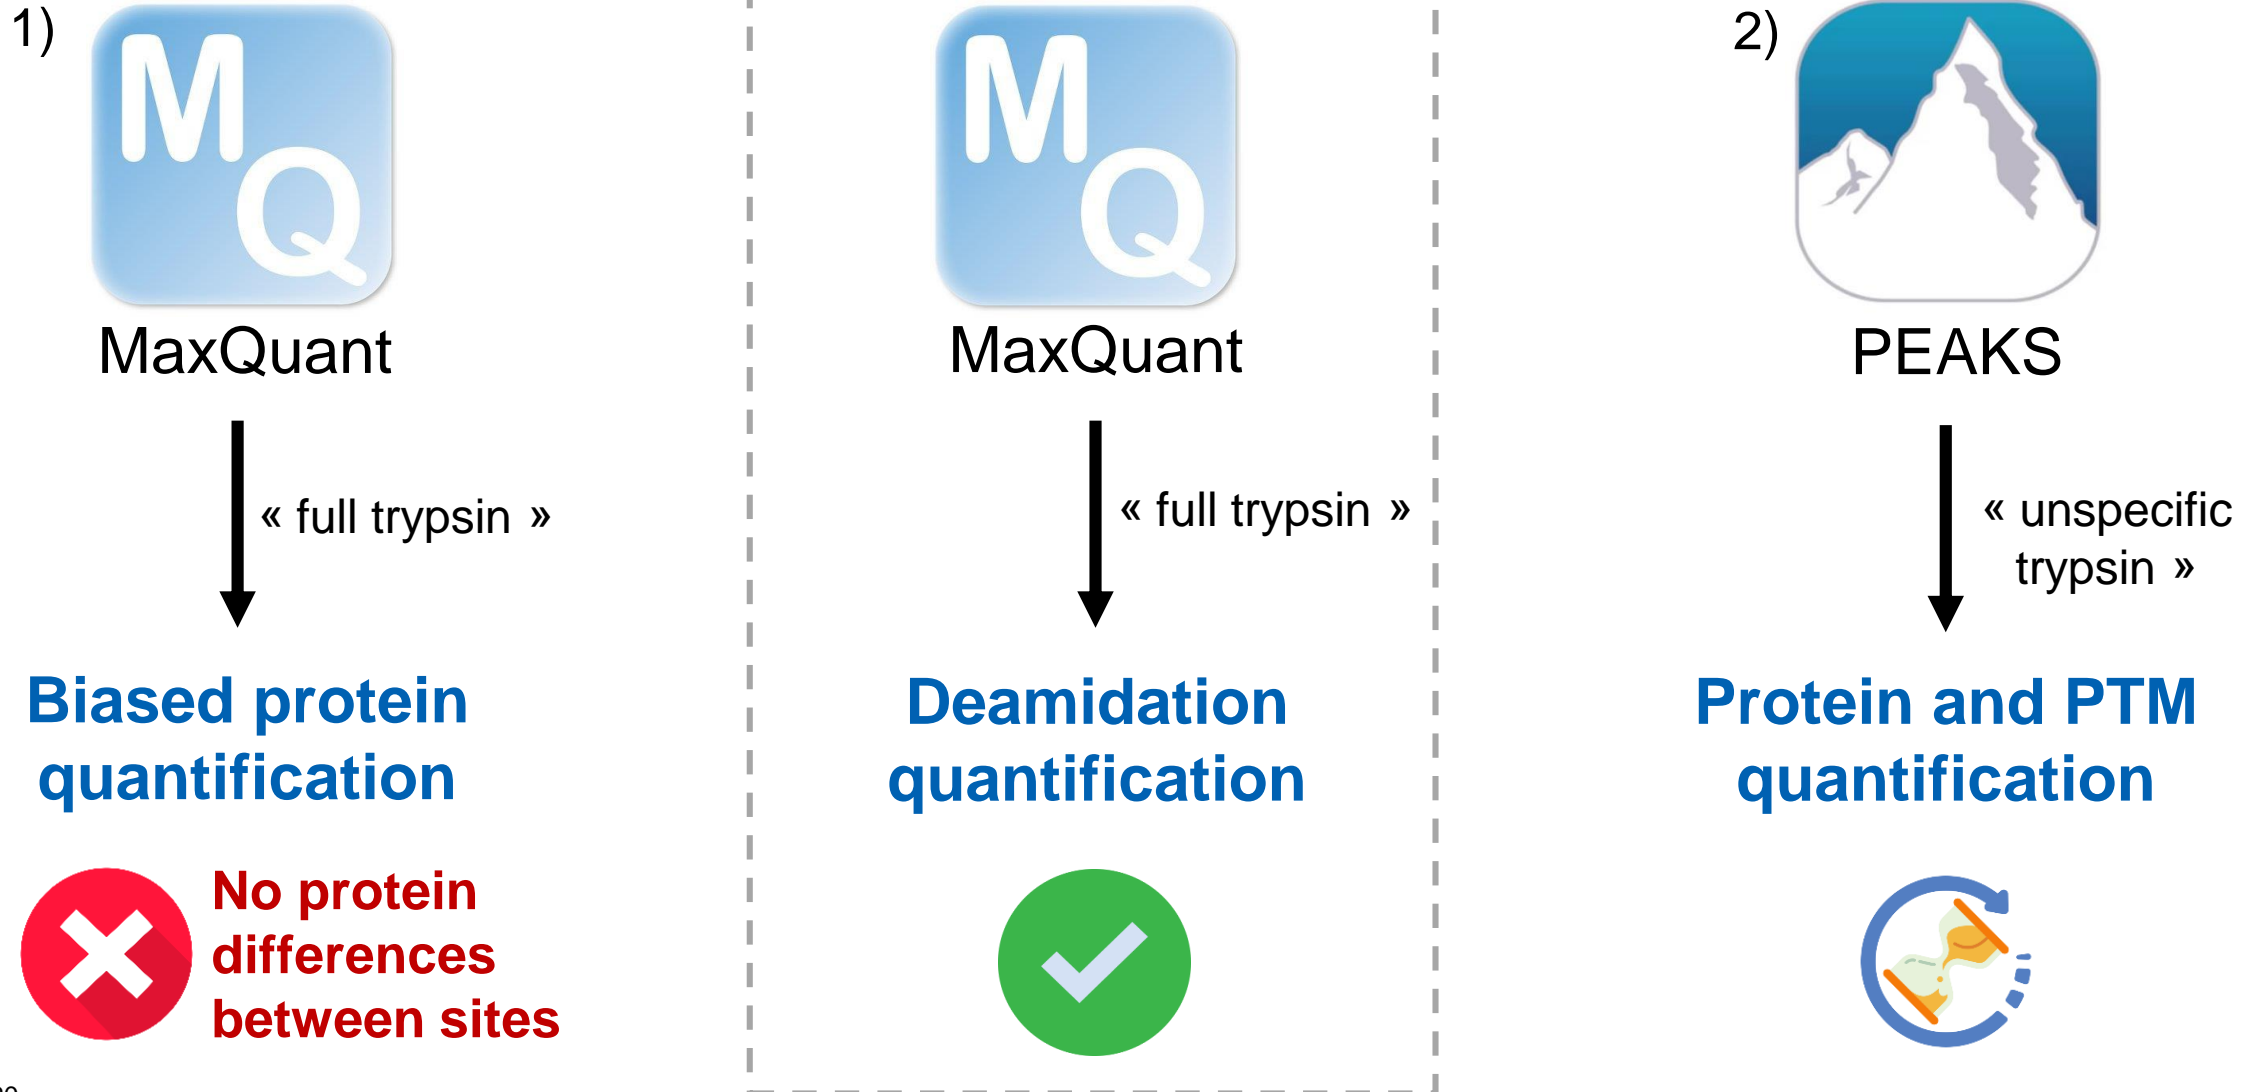 1)
MQ
MaxQuant
« full trypsin »
Biased protein
quantification
No protein
differences
between sites
MQ
MaxQuant
« full trypsin »
Deamidation
quantification
2)
PEAKS
« unspecific
trypsin »
Protein and PTM
quantification